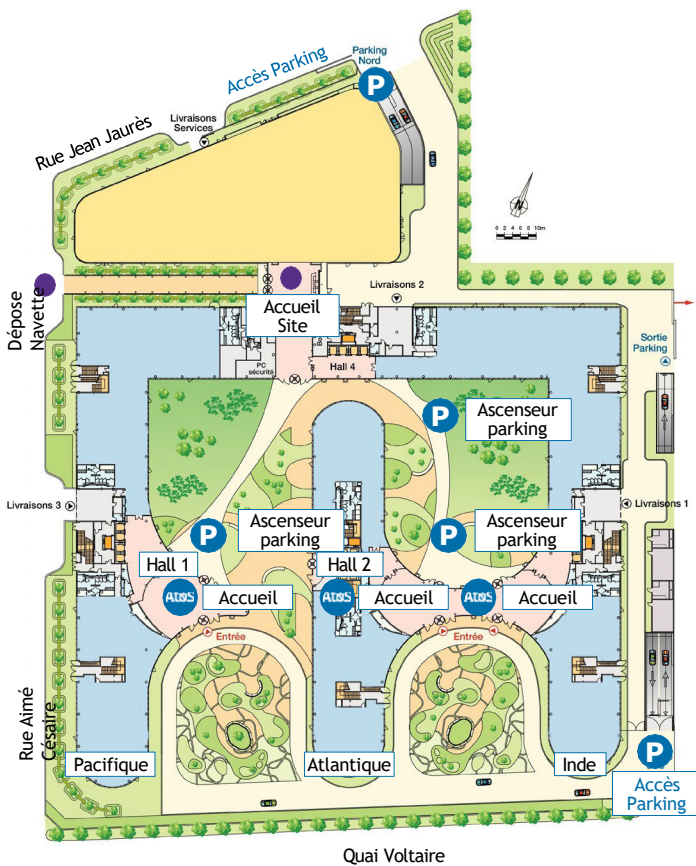 Parking
Nord
P
Accès Parking
Livraisons
Services
Rue Jean Jaurès
0 2 4 6 8 10m
Dépose
Navette
Accueil
Site
Livraisons 2
Sortie
Parking
PC
sécurité
Hall 4
P
Ascenseur
parking
Livraisons 3
Livraisons 1
P
Ascenseur
parking
P
Ascenseur
parking
Hall 1
Hall 2
Atos
Accueil
Atos
Accueil
Atos
Accueil
Entrée
Entrée
Rue Aimé
Césaire
Pacifique
Atlantique
Inde
P
Accès
Parking
Quai Voltaire